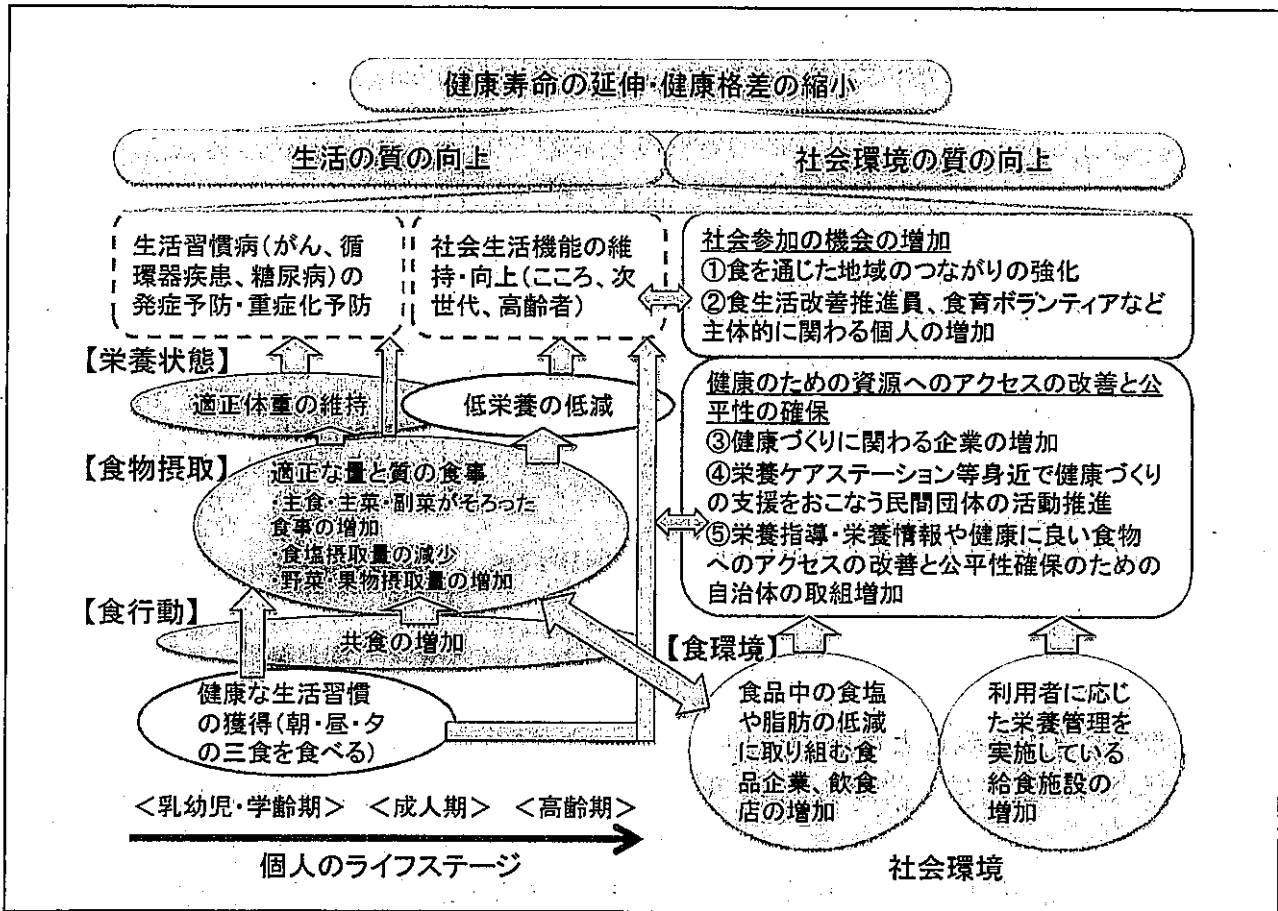 健康寿命の延伸・健康格差の縮小
生活の質の向上
社会環境の質の向上
生活習慣病(がん、循
環器疾患、糖尿病)の
発症予防・重症化予防
社会生活機能の維
持・向上(こころ、次
世代、高齢者)
社会参加の機会の増加
①食を通じた地域のつながりの強化
②食生活改善推進員、食育ボランティアなど
主体的に関わる個人の増加
【栄養状態】
適正体重の維持
低栄養の低減
健康のための資源へのアクセスの改善と公
平性の確保
③健康づくりに関わる企業の増加
④栄養ケアステーション等身近で健康づくり
の支援をおこなう民間団体の活動推進
⑤栄養指導・栄養情報や健康に良い食物
へのアクセスの改善と公平性確保のための
自治体の取組増加
【食物摂取】
適正な量と質の食事
・主食・主菜・副菜がそろった
食事の増加
・食塩摂取量の減少
・野菜・果物摂取量の増加
【食行動】
共食の増加
健康な生活習慣
の獲得(朝・昼・夕
の三食を食べる)
【食環境】
食品中の食塩
や脂肪の低減
に取り組む食
品企業、飲食
店の増加
利用者に応じ
た栄養管理を
実施している
給食施設の
増加
<乳幼児・学齢期> <成人期> <高齢期>
個人のライフステージ
社会環境